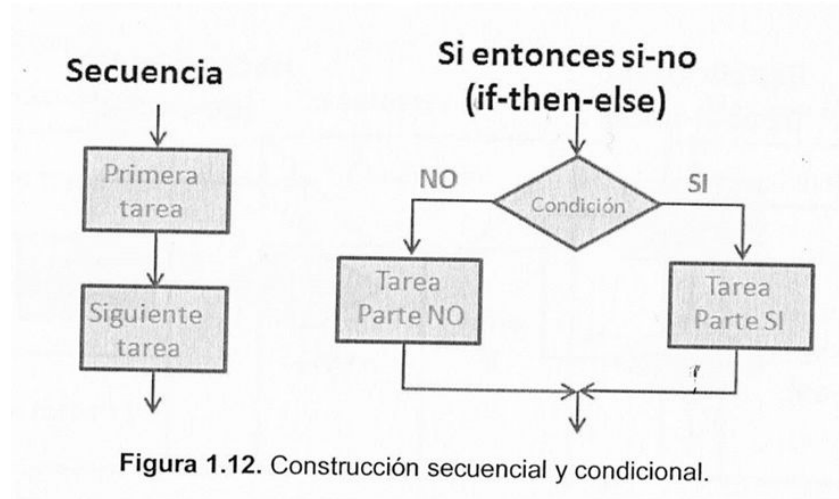 Secuencia
Primera
tarea
Siguiente
tarea
Si entonces si-no
(if-then-else)
NO
SI
Condición
Tarea
Parte NO
Tarea
Parte SI
Figura 1.12. Construcción secuencial y condicional.